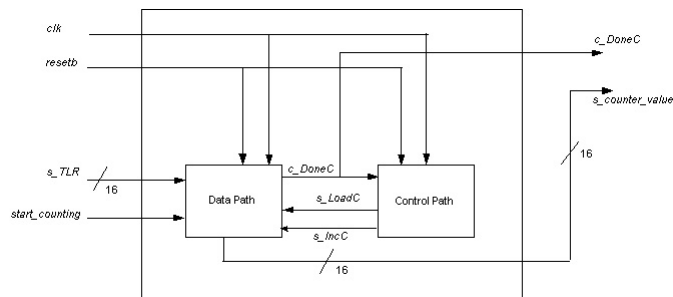 clk
c_DoneC
resetb
s_counter_value
s_TLR
16
c_DoneC
16
Data Path
s_LoadC
Control Path
start_counting
s_IncC
16